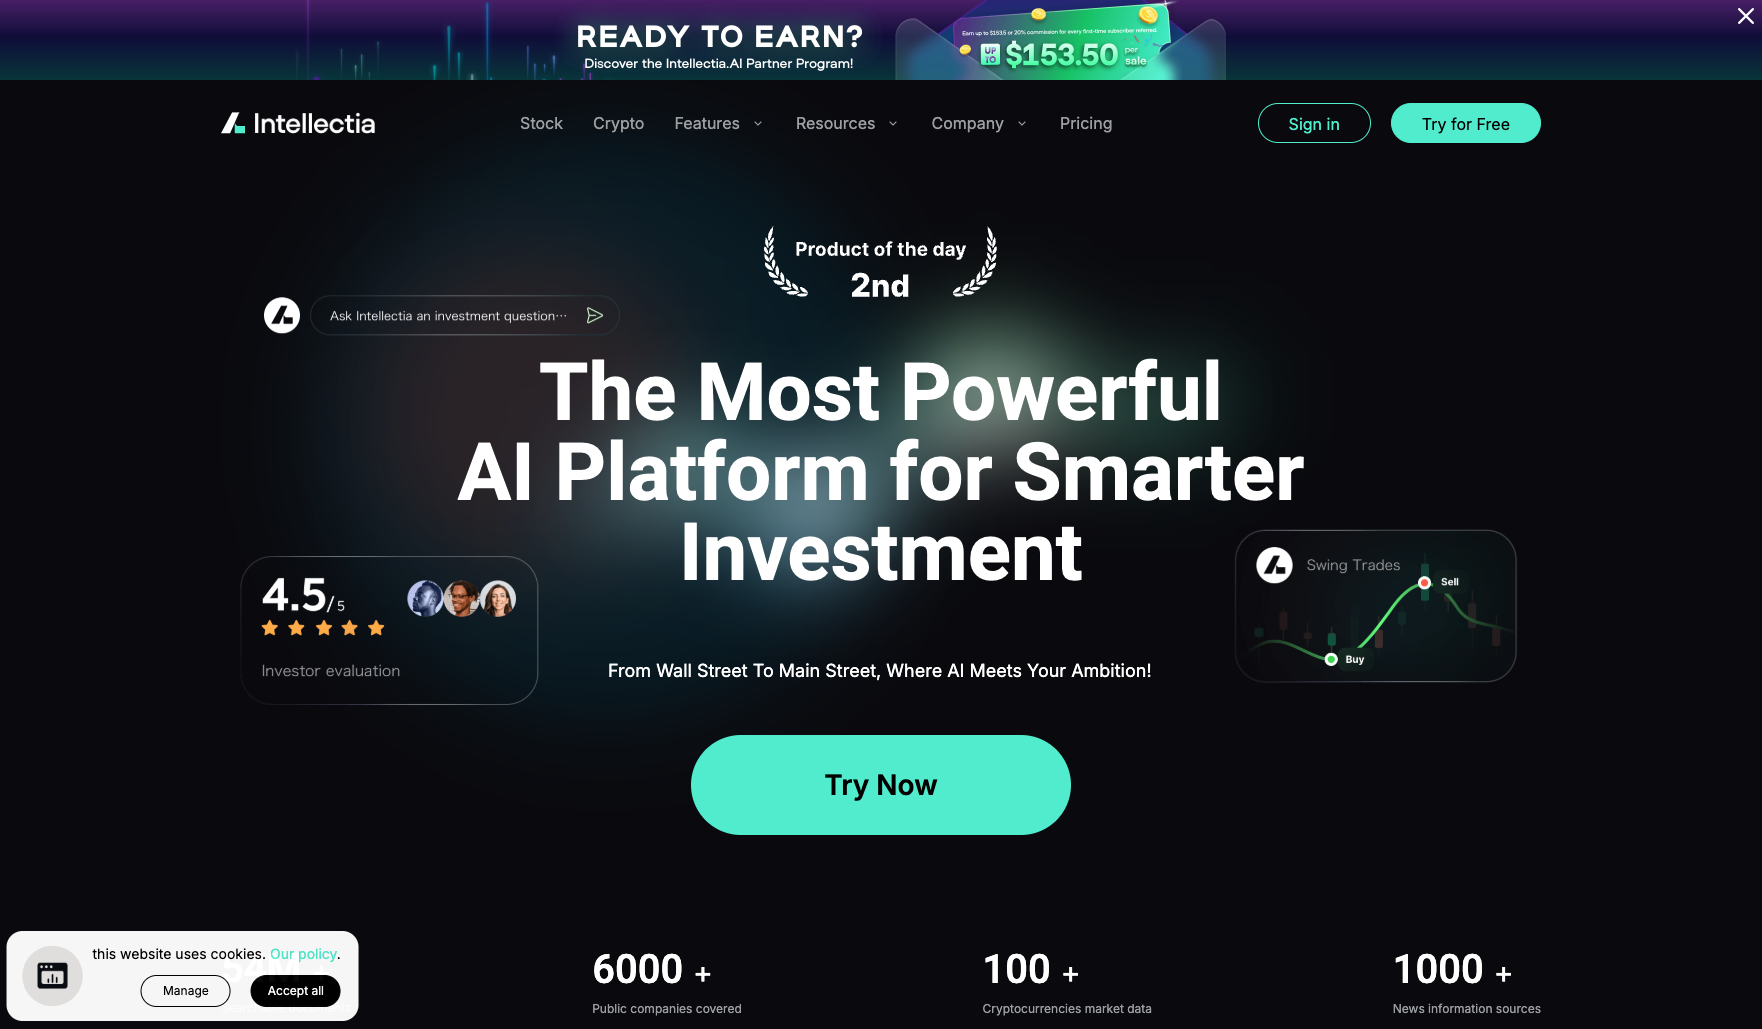 READY TO EARN?
Discover the Intellectia.AI Partner Program!
Earn up to $153.5 or 20% commission for every first-time subscriber referred.
UP TO $153.50 per sale
Intellectia
Stock
Crypto
Features
Resources
Company
Pricing
Sign in
Try for Free
Product of the day
2nd
Ask Intellectia an investment question···
The Most Powerful
AI Platform for Smarter
Investment
4.5/5
Investor evaluation
Swing Trades
Sell
Buy
From Wall Street To Main Street, Where AI Meets Your Ambition!
Try Now
this website uses cookies. Our policy.
Manage
Accept all
54M +
6000 +
Public companies covered
100 +
Cryptocurrencies market data
1000 +
News information sources